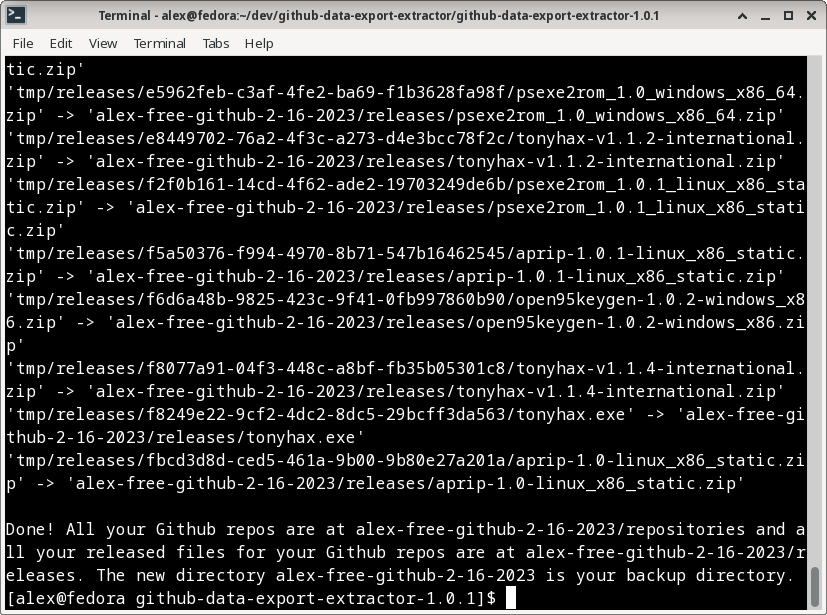 Terminal - alex@fedora:~/dev/github-data-export-extractor/github-data-export-extractor-1.0.1
File Edit View Terminal Tabs Help
tic.zip'
'tmp/releases/e5962feb-c3af-4fe2-ba69-f1b3628fa98f/psexe2rom_1.0_windows_x86_64.
zip' -> 'alex-free-github-2-16-2023/releases/psexe2rom_1.0_windows_x86_64.zip'
'tmp/releases/e8449702-76a2-4f3c-a273-d4e3bcc78f2c/tonyhax-v1.1.2-international.
zip' -> 'alex-free-github-2-16-2023/releases/tonyhax-v1.1.2-international.zip'
'tmp/releases/f2f0b161-14cd-4f62-ade2-19703249de6b/psexe2rom_1.0.1_linux_x86_sta
tic.zip' -> 'alex-free-github-2-16-2023/releases/psexe2rom_1.0.1_linux_x86_stati
c.zip'
'tmp/releases/f5a50376-f994-4970-8b71-547b16462545/aprip-1.0.1-linux_x86_static.
zip' -> 'alex-free-github-2-16-2023/releases/aprip-1.0.1-linux_x86_static.zip'
'tmp/releases/f6d6a48b-9825-423c-9f41-0fb997860b90/open95keygen-1.0.2-windows_x8
6.zip' -> 'alex-free-github-2-16-2023/releases/open95keygen-1.0.2-windows_x86.zi
p'
'tmp/releases/f8077a91-04f3-448c-a8bf-fb35b05301c8/tonyhax-v1.1.4-international.
zip' -> 'alex-free-github-2-16-2023/releases/tonyhax-v1.1.4-international.zip'
'tmp/releases/f8249e22-9cf2-4dc2-8dc5-29bcff3da563/tonyhax.exe' -> 'alex-free-gi
thub-2-16-2023/releases/tonyhax.exe'
'tmp/releases/fbcd3d8d-ced5-461a-9b00-9b80e27a201a/aprip-1.0-linux_x86_static.zi
p' -> 'alex-free-github-2-16-2023/releases/aprip-1.0-linux_x86_static.zip'
Done! All your Github repos are at alex-free-github-2-16-2023/repositories and a
ll your released files for your Github repos are at alex-free-github-2-16-2023/r
eleases. The new directory alex-free-github-2-16-2023 is your backup directory.
[alex@fedora github-data-export-extractor-1.0.1]$